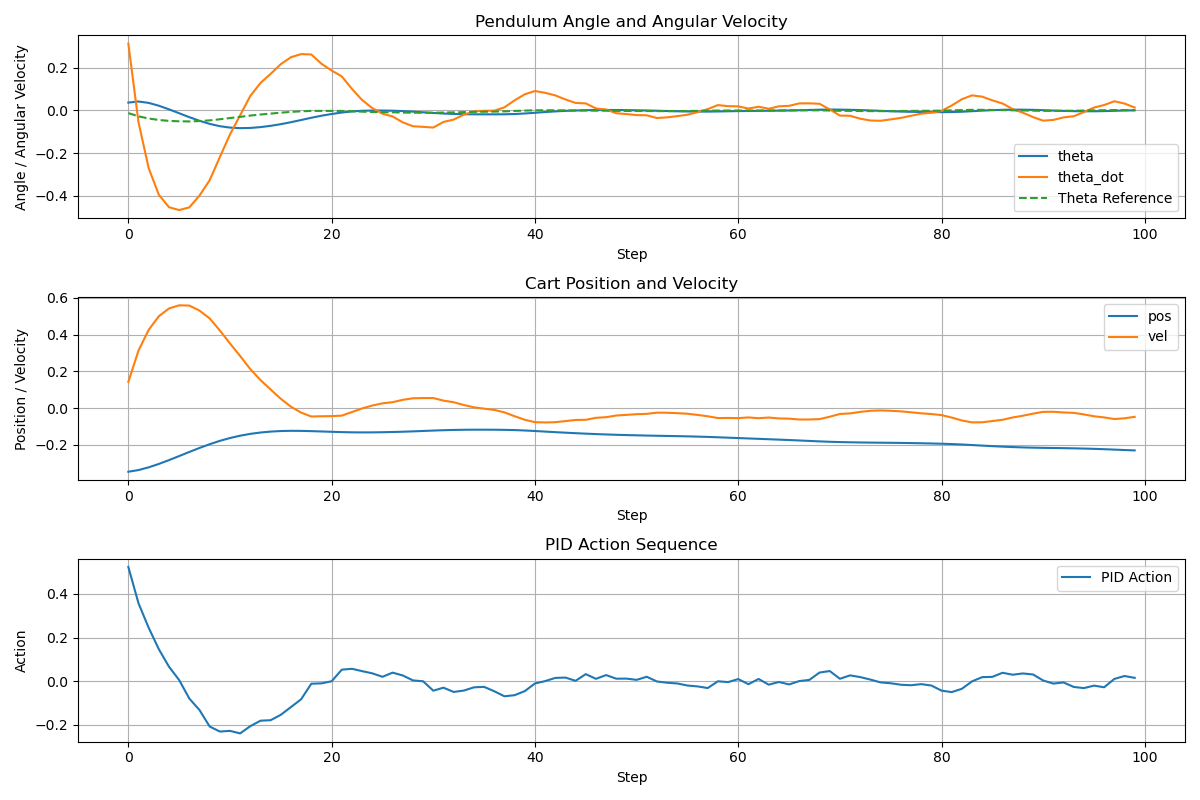 Pendulum Angle and Angular Velocity
Angle / Angular Velocity
0.2
0.0
−0.2
−0.4
theta
theta_dot
Theta Reference
0 20 40 60 80 100
Step
Cart Position and Velocity
Position / Velocity
0.6
0.4
0.2
0.0
−0.2
pos
vel
0 20 40 60 80 100
Step
PID Action Sequence
Action
0.4
0.2
0.0
−0.2
PID Action
0 20 40 60 80 100
Step